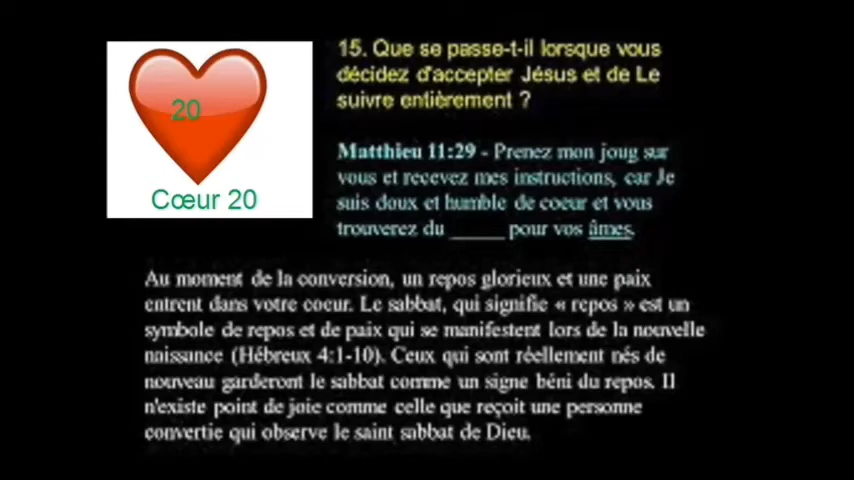 20
Cœur 20
15. Que se passe-t-il lorsque vous
décidez d'accepter Jésus et de Le
suivre entièrement ?
Matthieu 11:29 - Prenez mon joug sur
vous et recevez mes instructions, car Je
suis doux et humble de coeur et vous
trouverez du _____ pour vos âmes.
Au moment de la conversion, un repos glorieux et une paix
entrent dans votre coeur. Le sabbat, qui signifie « repos » est un
symbole de repos et de paix qui se manifestent lors de la nouvelle
naissance (Hébreux 4:1-10). Ceux qui sont réellement nés de
nouveau garderont le sabbat comme un signe béni du repos. Il
n'existe point de joie comme celle que reçoit une personne
convertie qui observe le saint sabbat de Dieu.